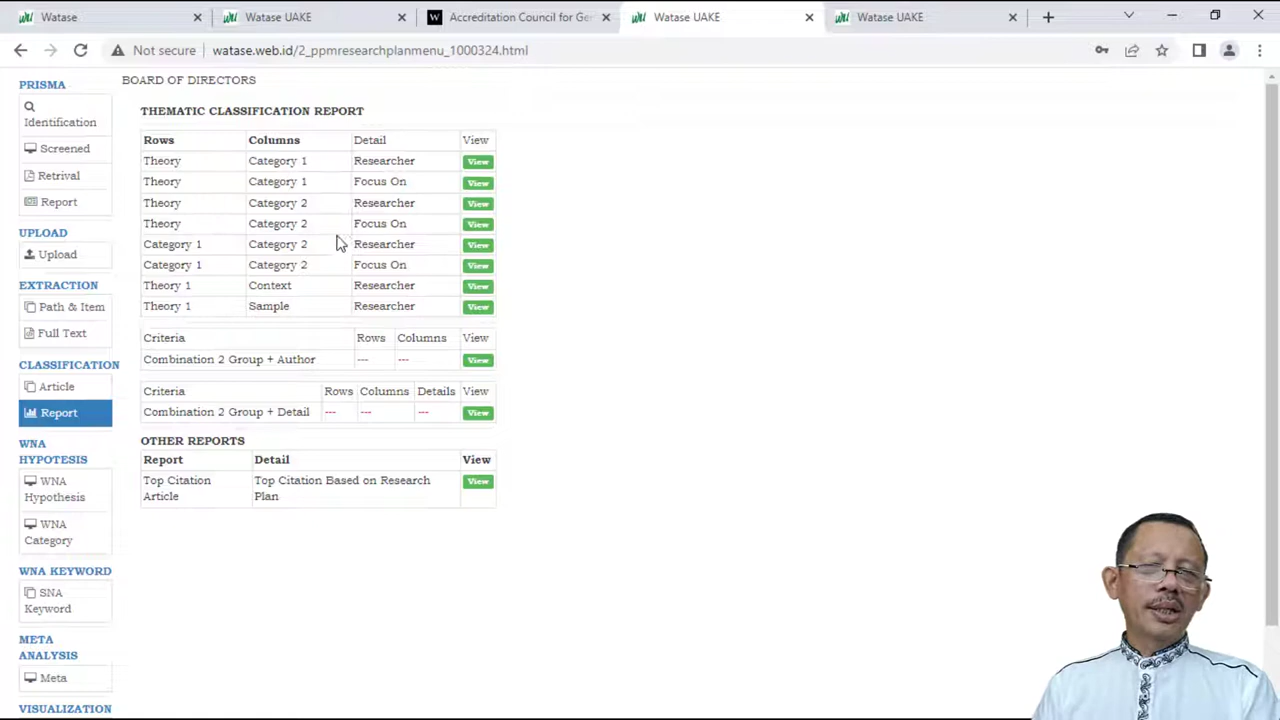 Watase
Watase UAKE
Accreditation Council for Ge
Watase UAKE
Watase UAKE
Not secure
watase.web.id/2_ppmresearchplanmenu_1000324.html
PRISMA
Identification
Screened
Retrival
Report
UPLOAD
Upload
EXTRACTION
Path & Item
Full Text
CLASSIFICATION
Article
Report
WNA
HYPOTESIS
WNA
Hypothesis
WNA
Category
WNA KEYWORD
SNA
Keyword
META
ANALYSIS
Meta
VISUALIZATION
BOARD OF DIRECTORS
THEMATIC CLASSIFICATION REPORT
Rows Columns Detail View
Theory Category 1 Researcher View
Theory Category 1 Focus On View
Theory Category 2 Researcher View
Theory Category 2 Focus On View
Category 1 Category 2 Researcher View
Category 1 Category 2 Focus On View
Theory 1 Context Researcher View
Theory 1 Sample Researcher View
Criteria Rows Columns View
Combination 2 Group + Author --- --- View
Criteria Rows Columns Details View
Combination 2 Group + Detail --- --- --- View
OTHER REPORTS
Report Detail View
Top Citation Article Top Citation Based on Research Plan View